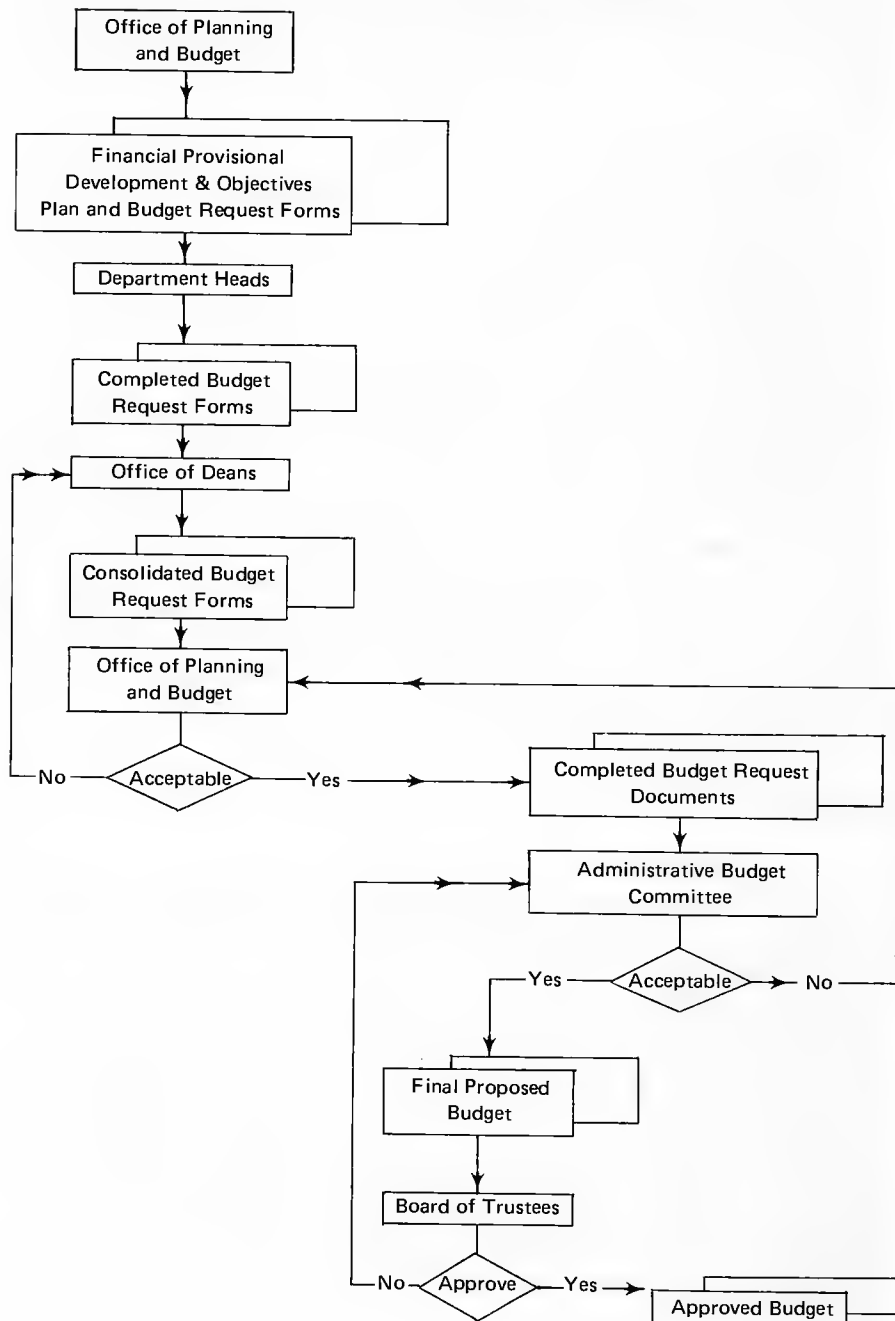 Office of Planning
and Budget
Financial Provisional
Development & Objectives
Plan and Budget Request Forms
Department Heads
Completed Budget
Request Forms
Office of Deans
Consolidated Budget
Request Forms
Office of Planning
and Budget
No
Acceptable
Yes
Completed Budget Request
Documents
Administrative Budget
Committee
Yes
Acceptable
No
Final Proposed
Budget
Board of Trustees
No
Approve
Yes
Approved Budget